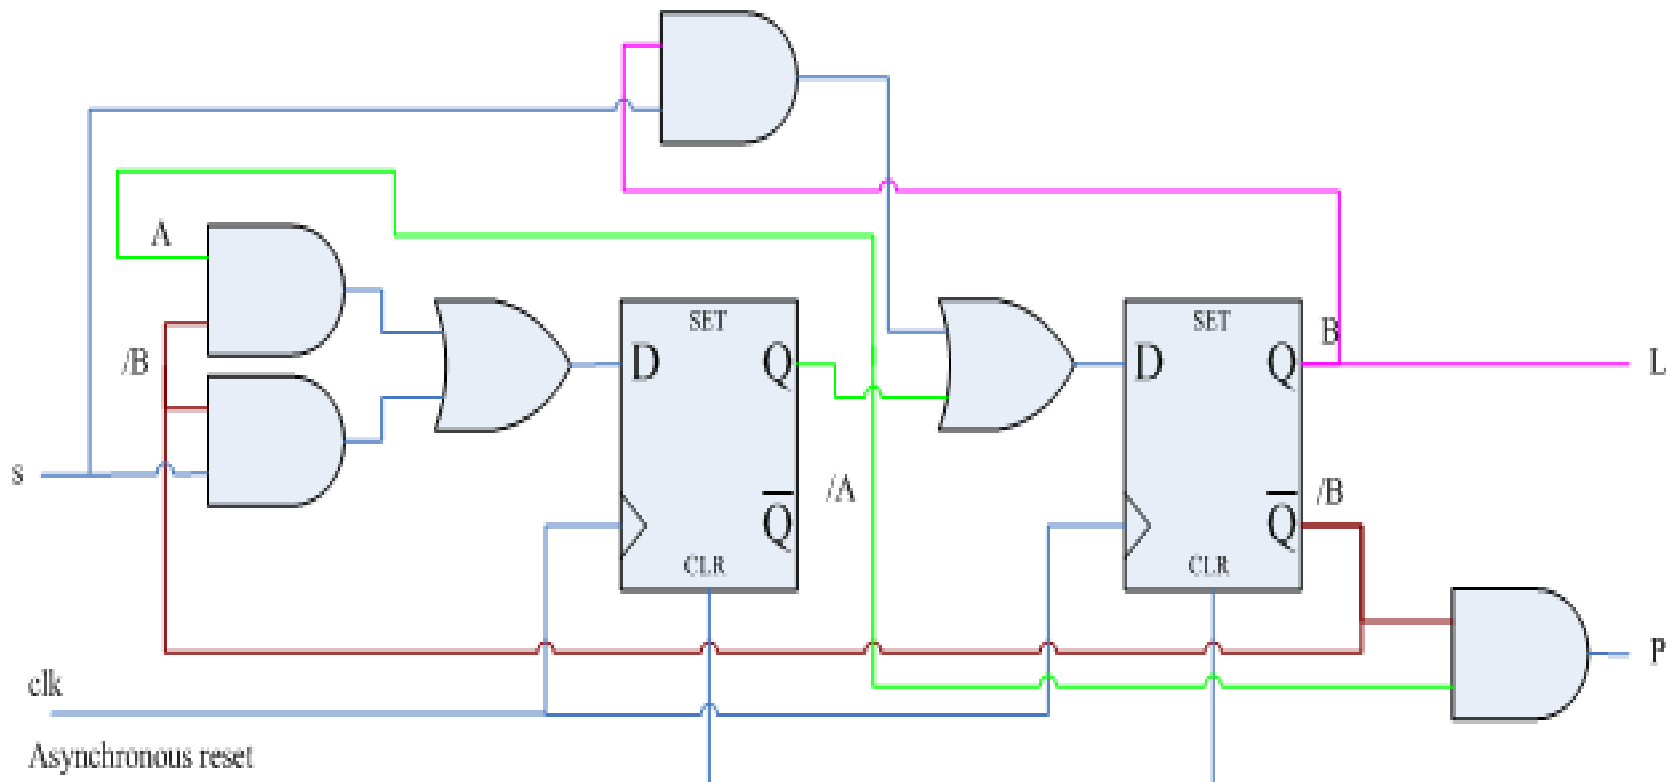 A
/B
s
SET
D
Q
Q
CLR
/A
SET
D
Q
Q
CLR
B
/B
L
P
clk
Asynchronous reset